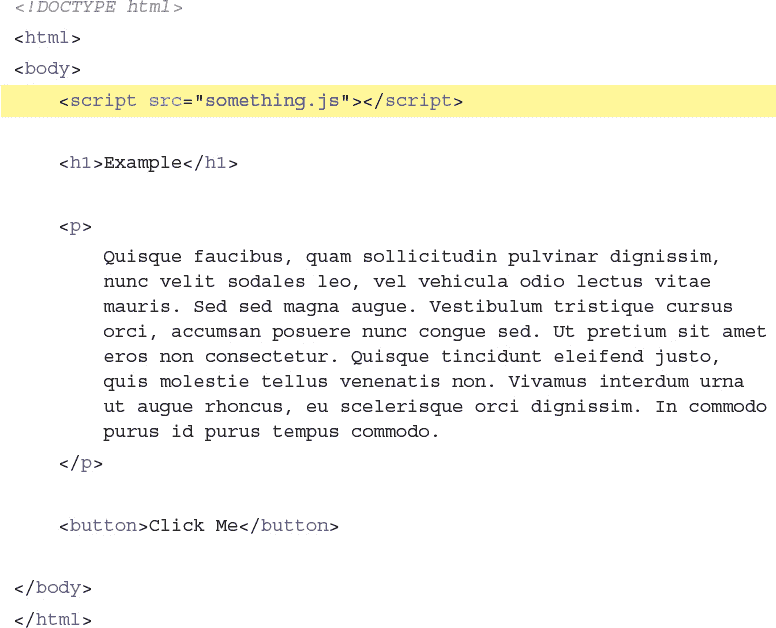 <!DOCTYPE html>
<html>
<body>
<script src="something.js"></script>
<h1>Example</h1>
<p>
Quisque faucibus, quam sollicitudin pulvinar dignissim,
nunc velit sodales leo, vel vehicula odio lectus vitae
mauris. Sed sed magna augue. Vestibulum tristique cursus
orci, accumsan posuere nunc congue sed. Ut pretium sit amet
eros non consectetur. Quisque tincidunt eleifend justo,
quis molestie tellus venenatis non. Vivamus interdum urna
ut augue rhoncus, eu scelerisque orci dignissim. In commodo
purus id purus tempus commodo.
</p>
<button>Click Me</button>
</body>
</html>